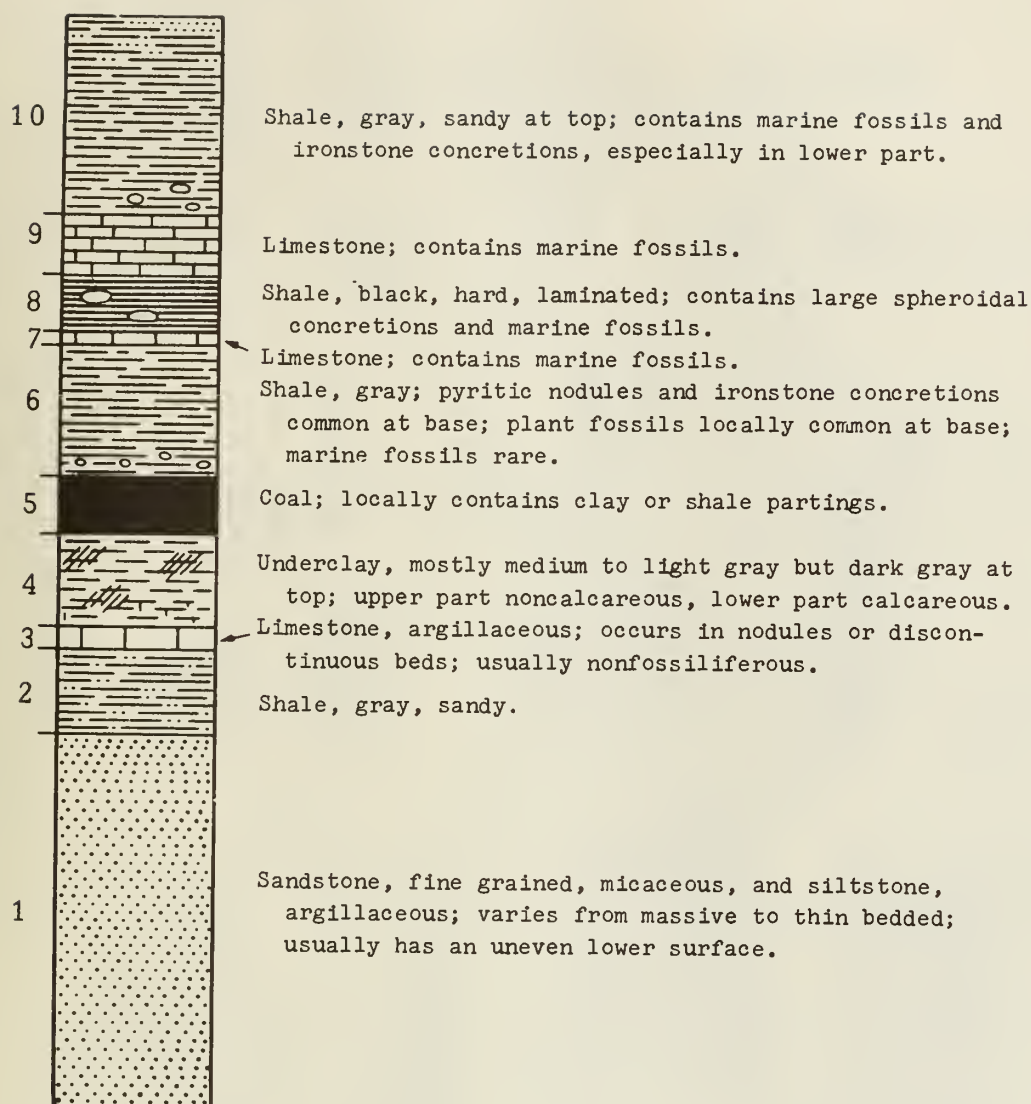 10
Shale, gray, sandy at top; contains marine fossils and
ironstone concretions, especially in lower part.
9
Limestone; contains marine fossils.
8
Shale, black, hard, laminated; contains large spheroidal
concretions and marine fossils.
7
Limestone; contains marine fossils.
6
Shale, gray; pyritic nodules and ironstone concretions
common at base; plant fossils locally common at base;
marine fossils rare.
5
Coal; locally contains clay or shale partings.
4
Underclay, mostly medium to light gray but dark gray at
top; upper part noncalcareous, lower part calcareous.
3
Limestone, argillaceous; occurs in nodules or discon-
tinuous beds; usually nonfossiliferous.
2
Shale, gray, sandy.
1
Sandstone, fine grained, micaceous, and siltstone,
argillaceous; varies from massive to thin bedded;
usually has an uneven lower surface.